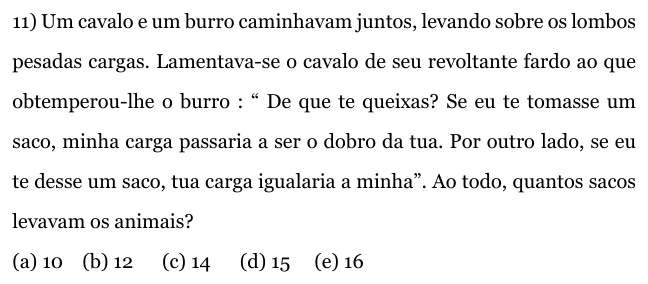 11) Um cavalo e um burro caminhavam juntos, levando sobre os lombos
pesadas cargas. Lamentava-se o cavalo de seu revoltante fardo ao que
obtemperou-lhe o burro : “ De que te queixas? Se eu te tomasse um
saco, minha carga passaria a ser o dobro da tua. Por outro lado, se eu
te desse um saco, tua carga igualaria a minha”. Ao todo, quantos sacos
levavam os animais?
(a) 10 (b) 12 (c) 14 (d) 15 (e) 16